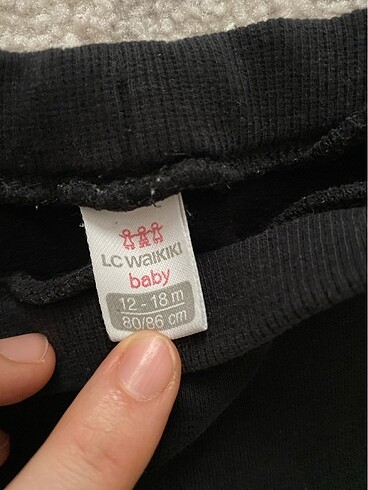 LC WAIKIKI
baby
12 - 18 m
80/86 cm